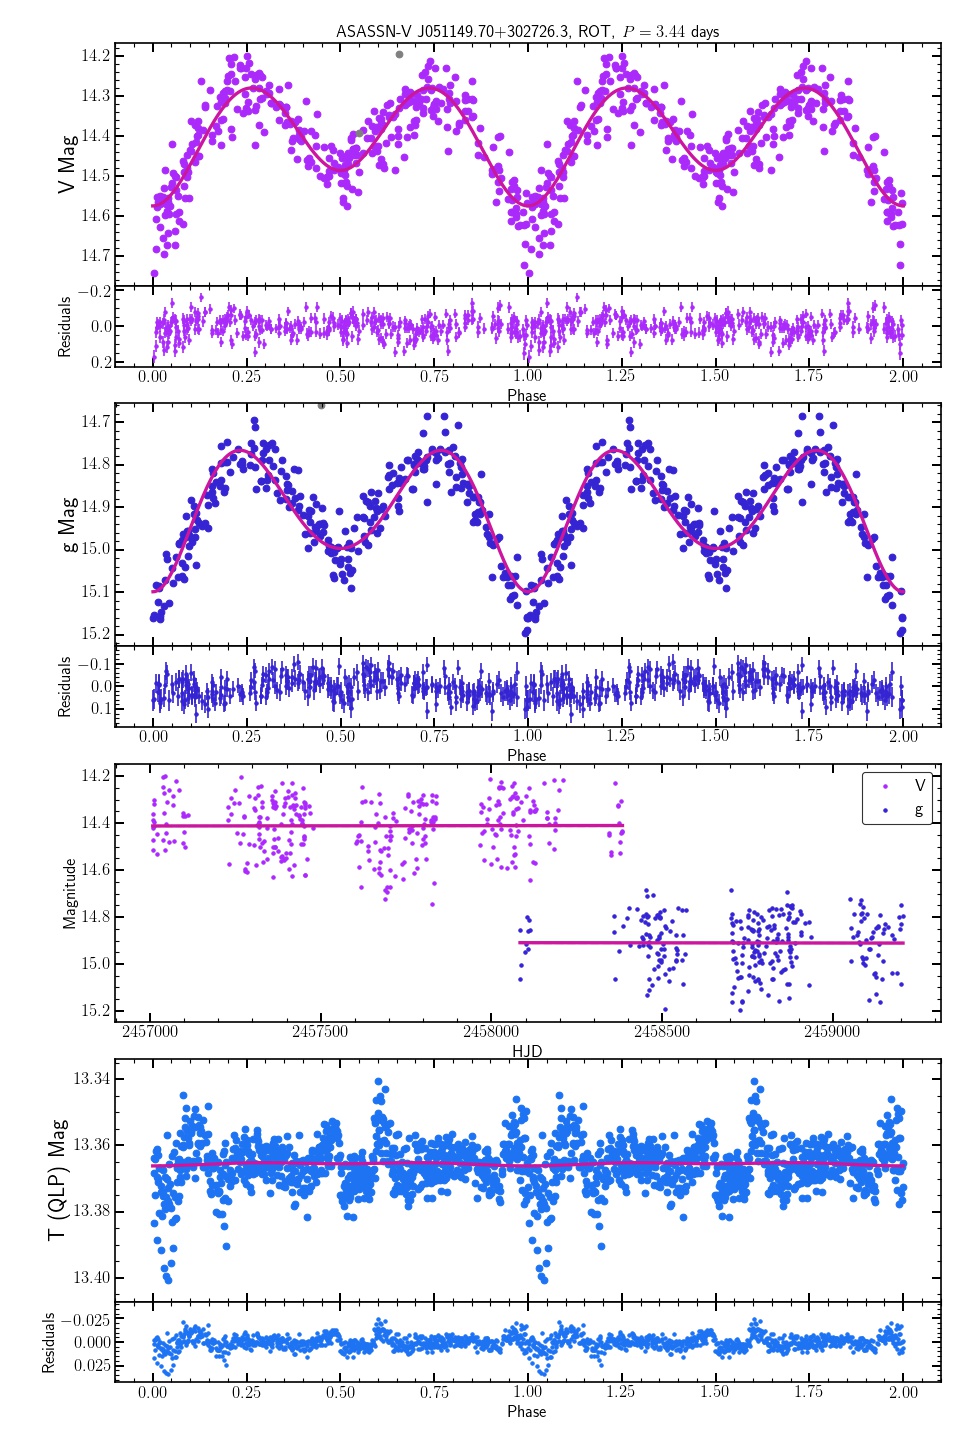 ASASSN-V J051149.70+302726.3, ROT, P = 3.44 days
14.2
14.3
14.4
14.5
14.6
14.7
V Mag
−0.2
0.0
0.2
Residuals
0.00 0.25 0.50 0.75 1.00 1.25 1.50 1.75 2.00
Phase
14.7
14.8
14.9
15.0
15.1
15.2
g Mag
−0.1
0.0
0.1
Residuals
0.00 0.25 0.50 0.75 1.00 1.25 1.50 1.75 2.00
Phase
14.2
14.4
14.6
14.8
15.0
15.2
Magnitude
V
g
2457000 2457500 2458000 2458500 2459000
HJD
13.34
13.36
13.38
13.40
T (QLP) Mag
−0.025
0.000
0.025
Residuals
0.00 0.25 0.50 0.75 1.00 1.25 1.50 1.75 2.00
Phase